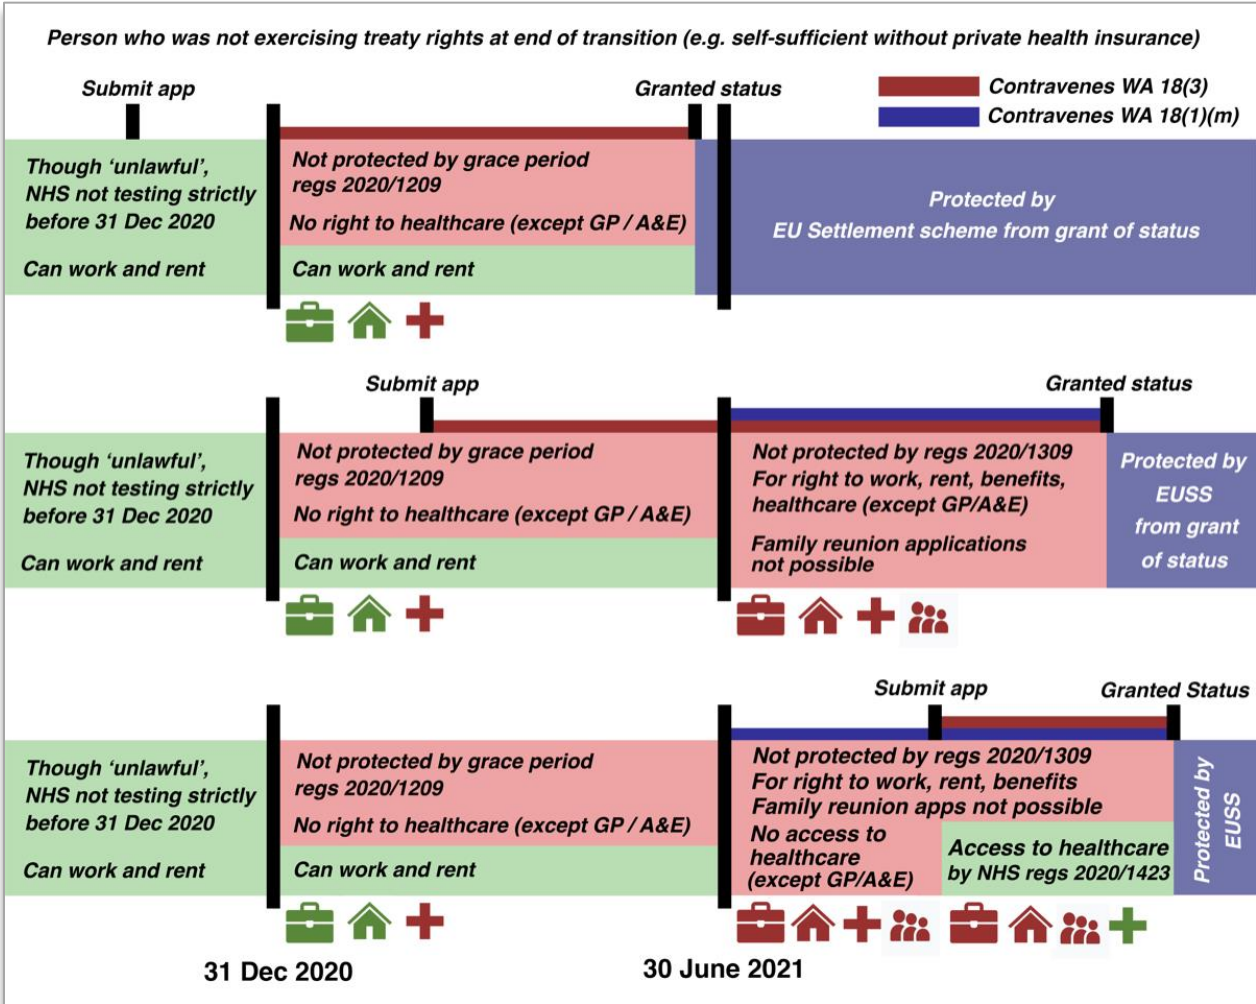 Person who was not exercising treaty rights at end of transition (e.g. self-sufficient without private health insurance)
Submit app
Granted status
Contravenes WA 18(3)
Contravenes WA 18(1)(m)
Though ‘unlawful’,
NHS not testing strictly
before 31 Dec 2020
Can work and rent
Not protected by grace period
regs 2020/1209
No right to healthcare (except GP / A&E)
Can work and rent
Protected by
EU Settlement scheme from grant of status
Submit app
Granted status
Though ‘unlawful’,
NHS not testing strictly
before 31 Dec 2020
Can work and rent
Not protected by grace period
regs 2020/1209
No right to healthcare (except GP / A&E)
Can work and rent
Not protected by regs 2020/1309
For right to work, rent, benefits,
healthcare (except GP/A&E)
Family reunion applications
not possible
Protected by
EUSS
from grant
of status
Submit app
Granted Status
Though ‘unlawful’,
NHS not testing strictly
before 31 Dec 2020
Can work and rent
Not protected by grace period
regs 2020/1209
No right to healthcare (except GP / A&E)
Can work and rent
Not protected by regs 2020/1309
For right to work, rent, benefits
Family reunion apps not possible
No access to
healthcare
(except GP/A&E)
Access to healthcare
by NHS regs 2020/1423
Protected by
EUSS
31 Dec 2020
30 June 2021